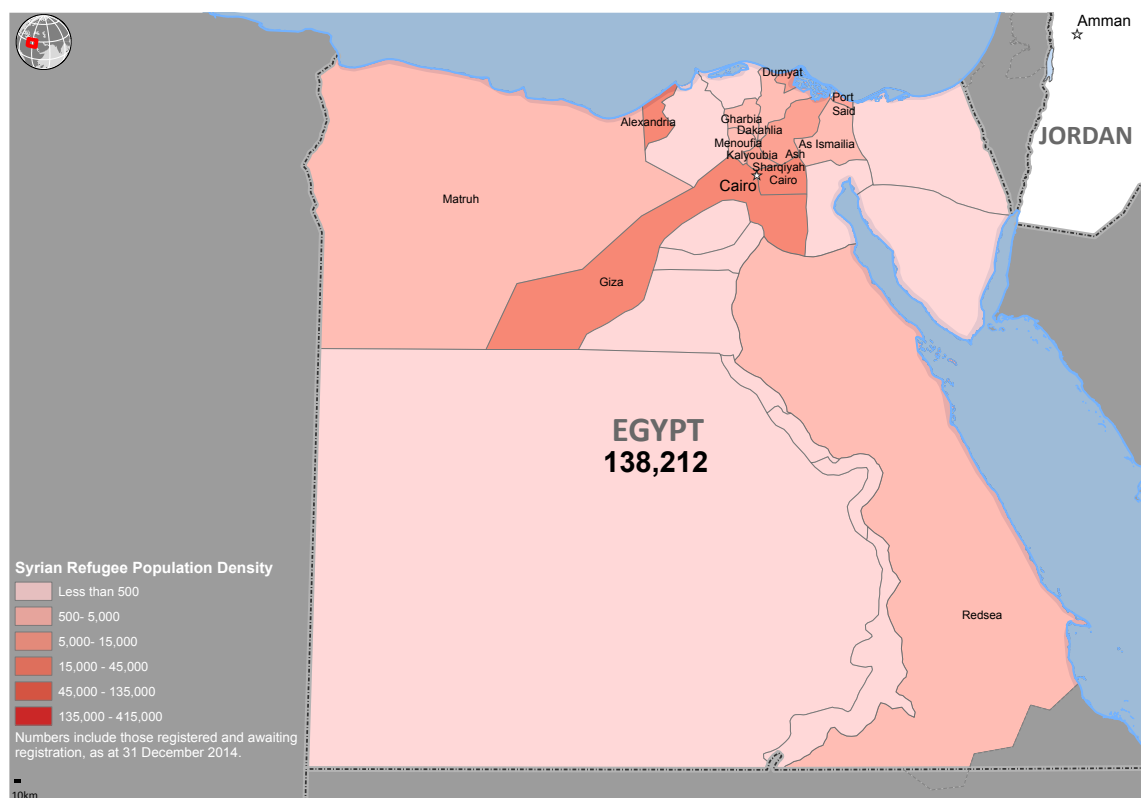 Amman
JORDAN
Dumyat
Port
Said
Alexandria
Gharbia
Dakahlia
Menoufia
As Ismailia
Kalyoubia
Ash
Sharqiyah
Cairo
Cairo
Matruh
Giza
EGYPT
138,212
Redsea
Syrian Refugee Population Density
Less than 500
500- 5,000
5,000- 15,000
15,000 - 45,000
45,000 - 135,000
135,000 - 415,000
Numbers include those registered and awaiting
registration, as at 31 December 2014.
10km